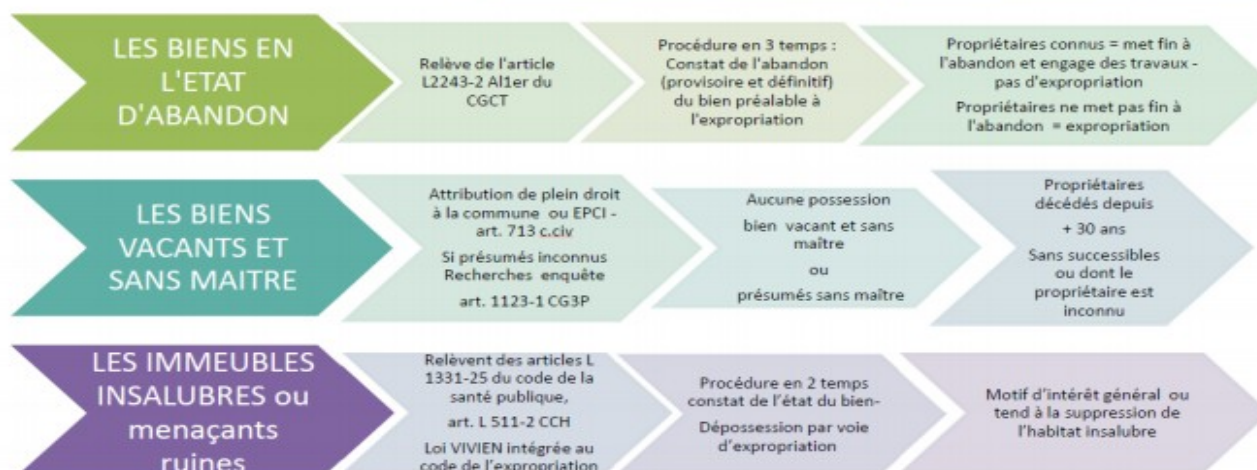 LES BIENS EN
L'ETAT
D'ABANDON
Relève de l'article
L2243-2 Al1er du
CGCT
Procédure en 3 temps :
Constat de l'abandon
(provisoire et définitif)
du bien préalable à
l'expropriation
Propriétaires connus = met fin à
l'abandon et engage des travaux -
pas d'expropriation
Propriétaires ne met pas fin à
l'abandon = expropriation
LES BIENS
VACANTS ET
SANS MAITRE
Attribution de plein droit
à la commune ou EPCI -
art. 713 c.civ
Si présumés inconnus
Recherches enquête
art. 1123-1 CG3P
Aucune possession
bien vacant et sans
maître
ou
présumés sans maître
Propriétaires
décédés depuis
+ 30 ans
Sans successibles
ou dont le
propriétaire est
inconnu
LES IMMEUBLES
INSALUBRES ou
menaçants
ruines
Relèvent des articles L
1331-25 du code de la
santé publique,
art. L 511-2 CCH
Loi VIVIEN intégrée au
code de l'expropriation
Procédure en 2 temps
constat de l'état du bien-
Dépossession par voie
d'expropriation
Motif d'intérêt général ou
tend à la suppression de
l'habitat insalubre